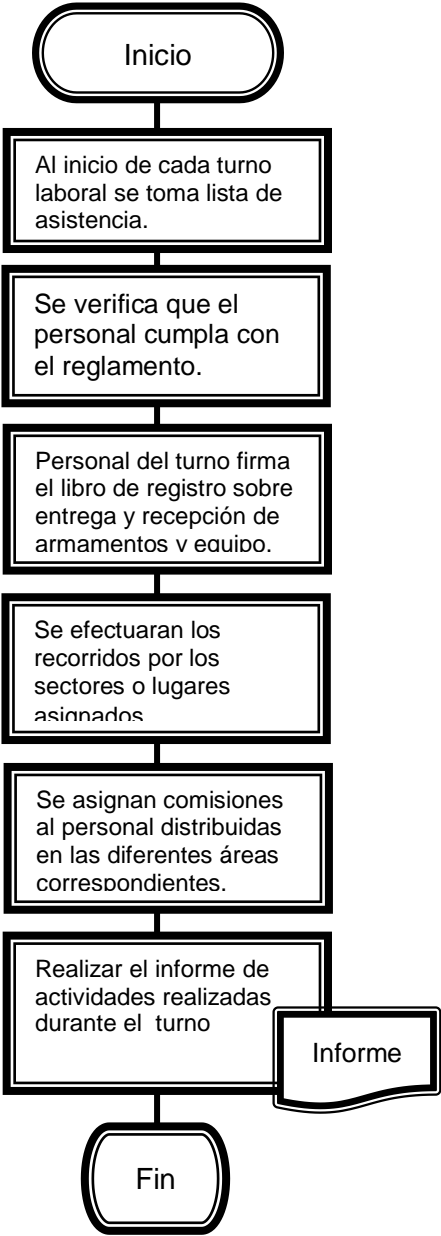 Inicio
Al inicio de cada turno
laboral se toma lista de
asistencia.
Se verifica que el
personal cumpla con
el reglamento.
Personal del turno firma
el libro de registro sobre
entrega y recepción de
armamentos y equipo.
Se efectuaran los
recorridos por los
sectores o lugares
asignados
Se asignan comisiones
al personal distribuidas
en las diferentes áreas
correspondientes.
Realizar el informe de
actividades realizadas
durante el turno
Informe
Fin